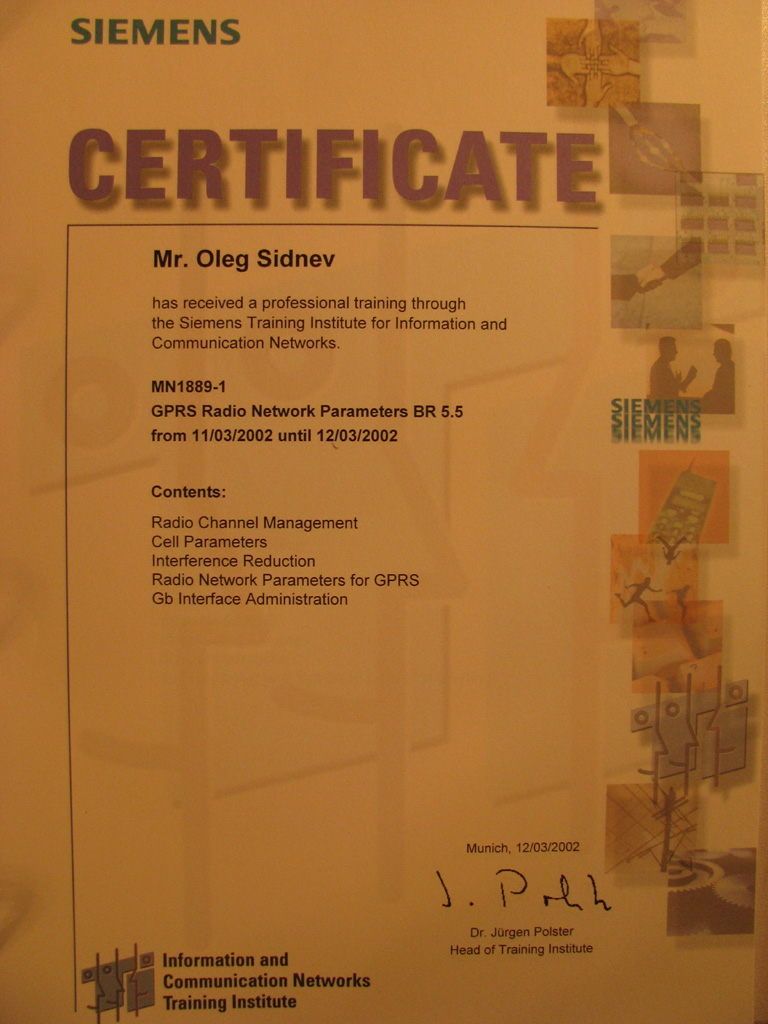 SIEMENS
CERTIFICATE
Mr. Oleg Sidnev
has received a professional training through
the Siemens Training Institute for Information and
Communication Networks.
MN1889-1
GPRS Radio Network Parameters BR 5.5
from 11/03/2002 until 12/03/2002
SIEMENS
SIEMENS
Contents:
Radio Channel Management
Cell Parameters
Interference Reduction
Radio Network Parameters for GPRS
Gb Interface Administration
Munich, 12/03/2002
Dr. Jürgen Polster
Head of Training Institute
Information and
Communication Networks
Training Institute